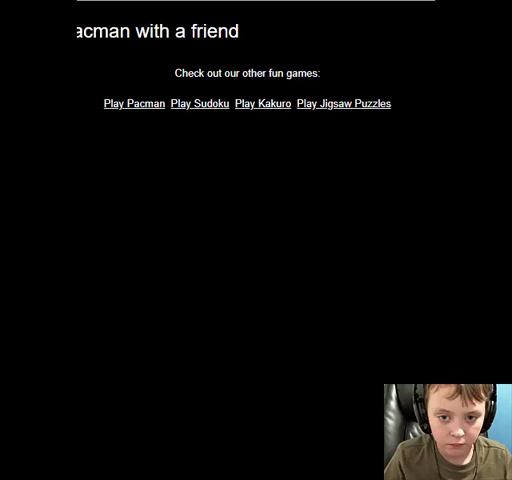 acman with a friend
Check out our other fun games:
Play Pacman Play Sudoku Play Kakuro Play Jigsaw Puzzles